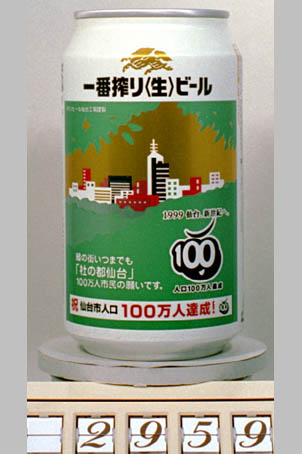 一番搾り〈生〉ビール
1999 仙台、新世紀へ。
100
人口100万人達成
緑の街いつまでも
「杜の都仙台」
100万人市民の願いです。
祝 仙台市人口 100万人達成!
2959